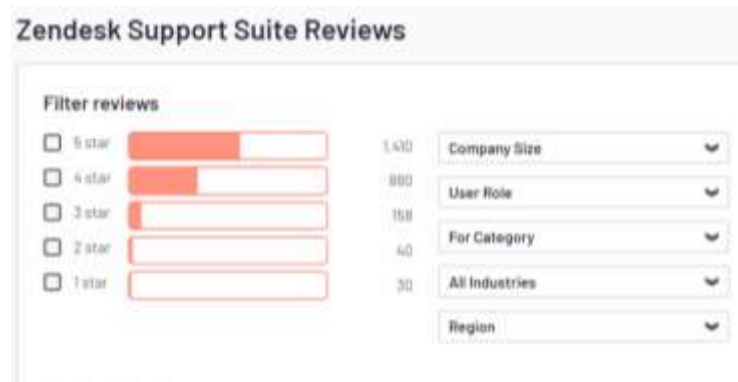 Zendesk Support Suite Reviews
Filter reviews
5 star 1,410
4 star 880
3 star 158
2 star 40
1 star 30
Company Size
User Role
For Category
All Industries
Region